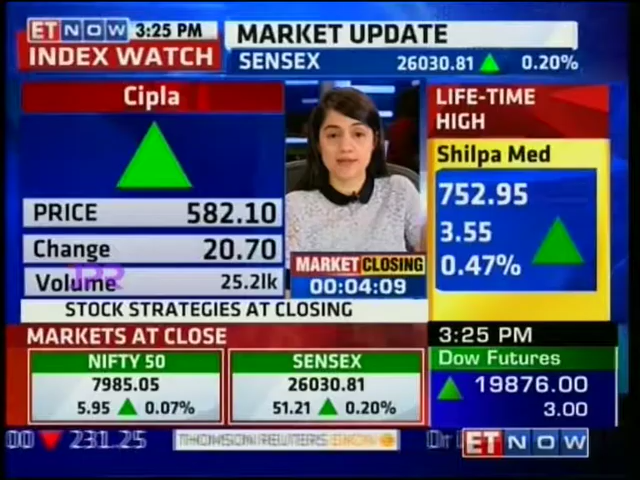 ET NOW 3:25 PM
INDEX WATCH
MARKET UPDATE
SENSEX 26030.81 0.20%
Cipla
PRICE 582.10
Change 20.70
Volume 25.2lk
MARKET CLOSING
00:04:09
LIFE-TIME
HIGH
Shilpa Med
752.95
3.55
0.47%
STOCK STRATEGIES AT CLOSING
MARKETS AT CLOSE
NIFTY 50
7985.05
5.95 0.07%
SENSEX
26030.81
51.21 0.20%
3:25 PM
Dow Futures
19876.00
3.00
00 231.25
THOMSON REUTERS EIKON
Dr
ET NOW